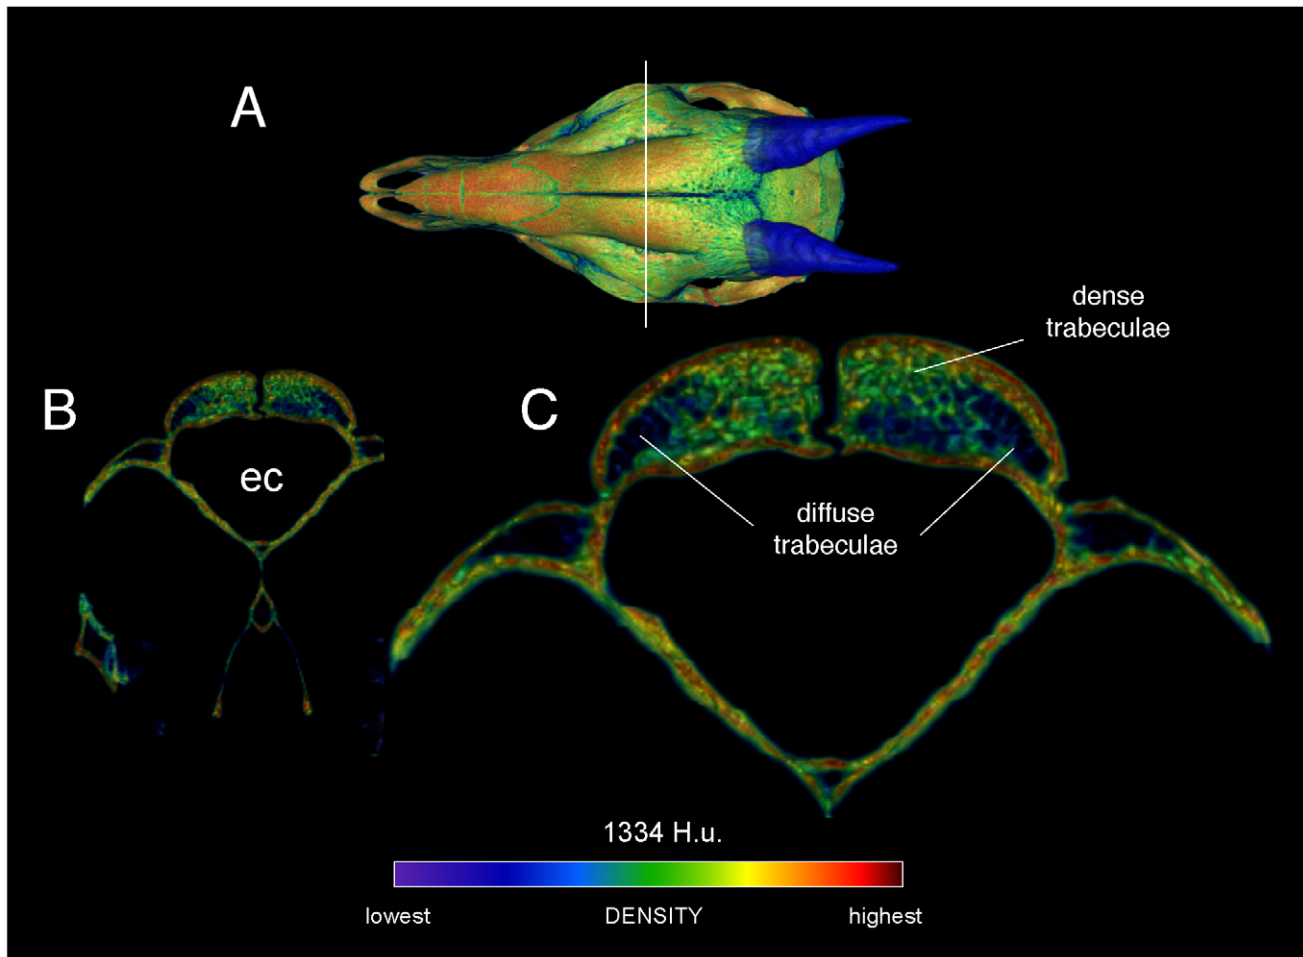 A
dense
trabeculae
B
C
ec
diffuse
trabeculae
1334 H.u.
lowest
DENSITY
highest